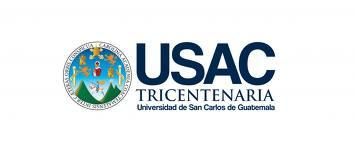 USAC
TRICENTENARIA
Universidad de San Carlos de Guatemala